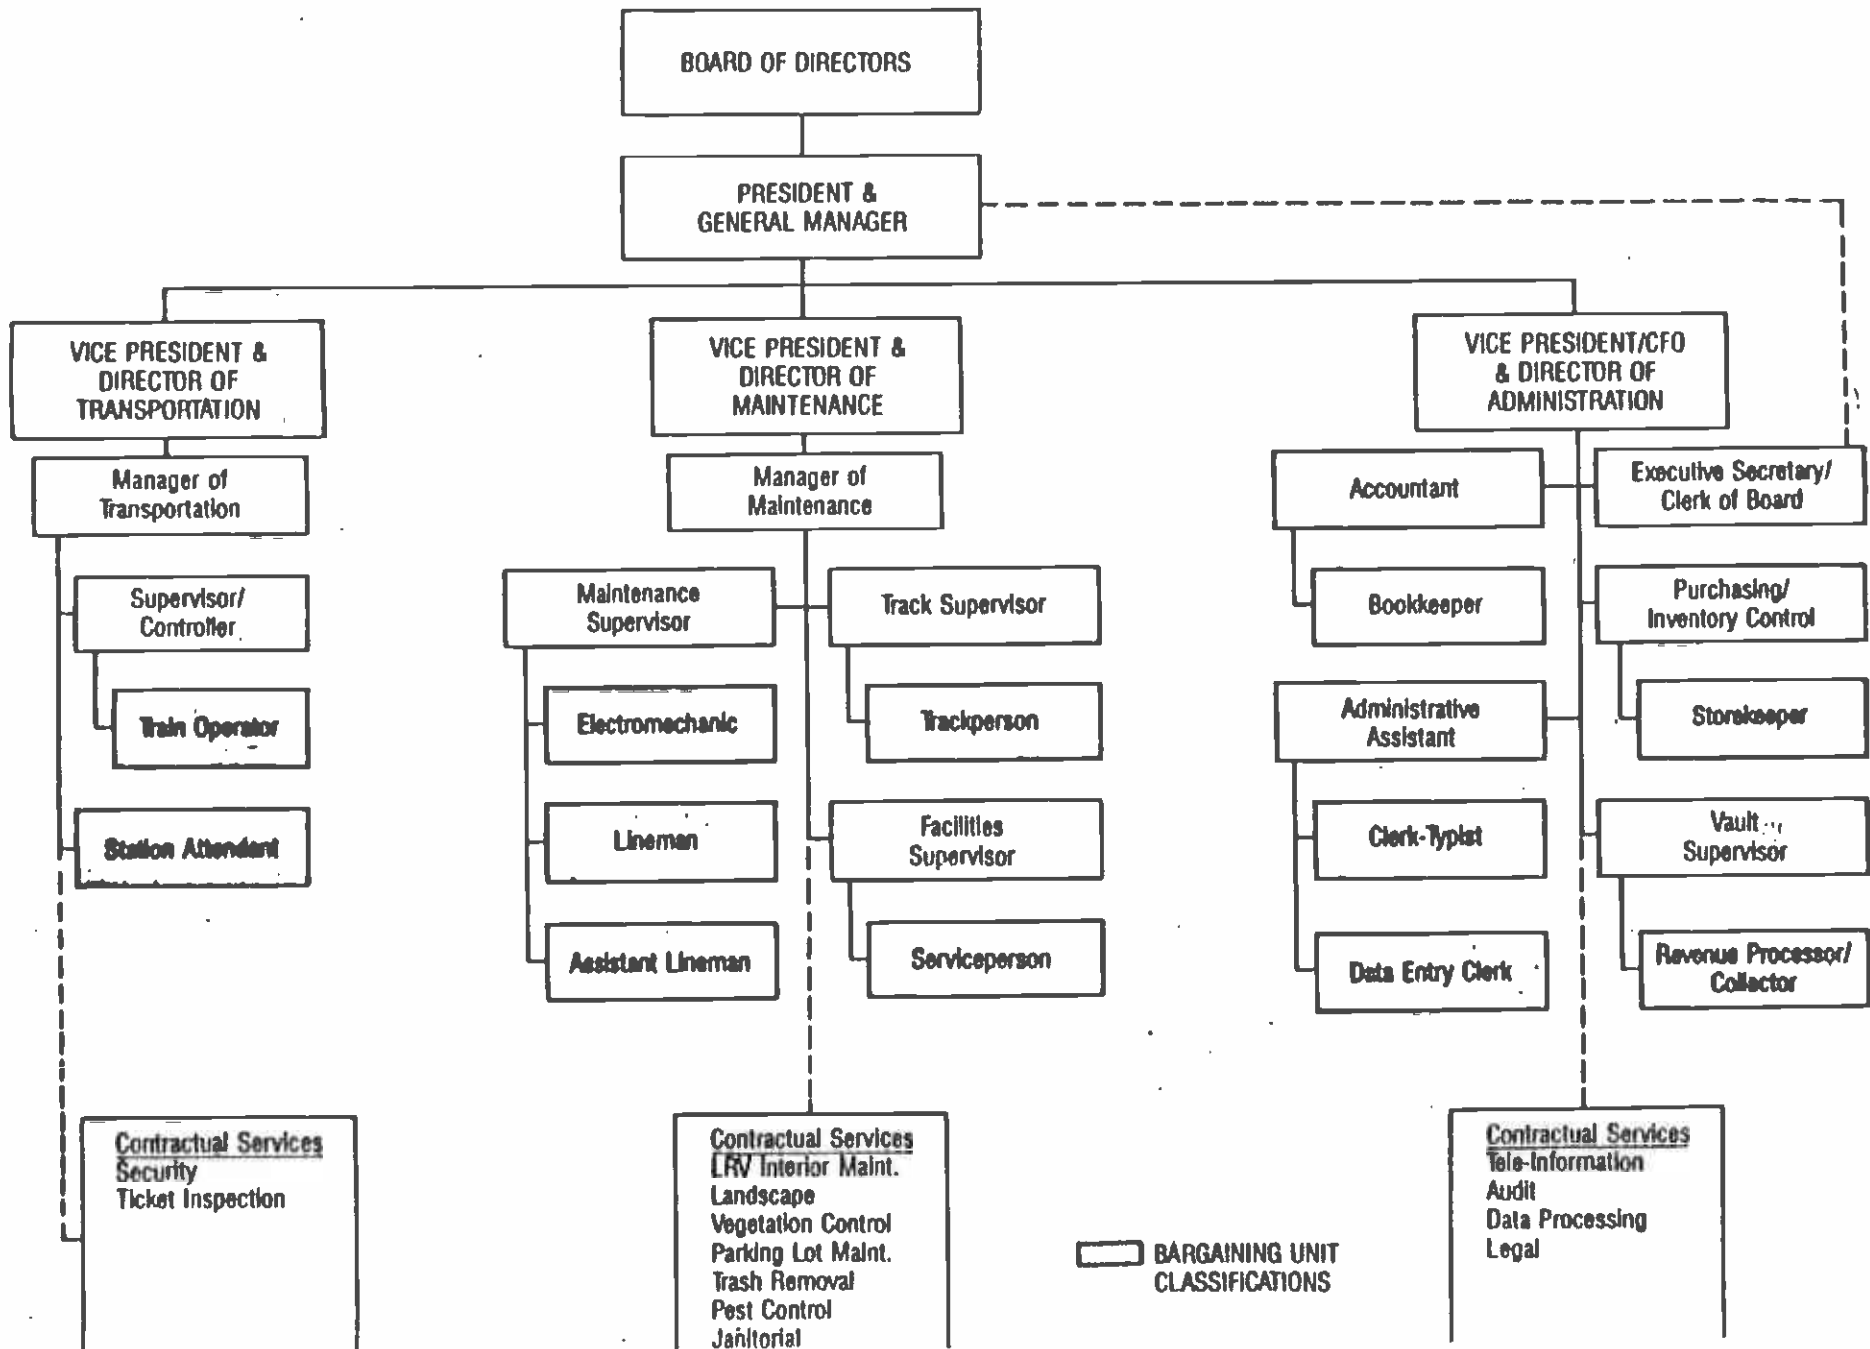 BOARD OF DIRECTORS
PRESIDENT &
GENERAL MANAGER
VICE PRESIDENT &
DIRECTOR OF
TRANSPORTATION
VICE PRESIDENT &
DIRECTOR OF
MAINTENANCE
VICE PRESIDENT/CFO
& DIRECTOR OF
ADMINISTRATION
Manager of
Transportation
Supervisor/
Controller
Train Operator
Station Attendant
Manager of
Maintenance
Maintenance
Supervisor
Electromechanic
Lineman
Assistant Lineman
Track Supervisor
Trackperson
Facilities
Supervisor
Serviceperson
Accountant
Bookkeeper
Administrative
Assistant
Clerk-Typist
Data Entry Clerk
Executive Secretary/
Clerk of Board
Purchasing/
Inventory Control
Storekeeper
Vault
Supervisor
Revenue Processor/
Collector
Contractual Services
Security
Ticket Inspection
Contractual Services
LRV Interior Maint.
Landscape
Vegetation Control
Parking Lot Maint.
Trash Removal
Pest Control
Janitorial
BARGAINING UNIT
CLASSIFICATIONS
Contractual Services
Tele-Information
Audit
Data Processing
Legal